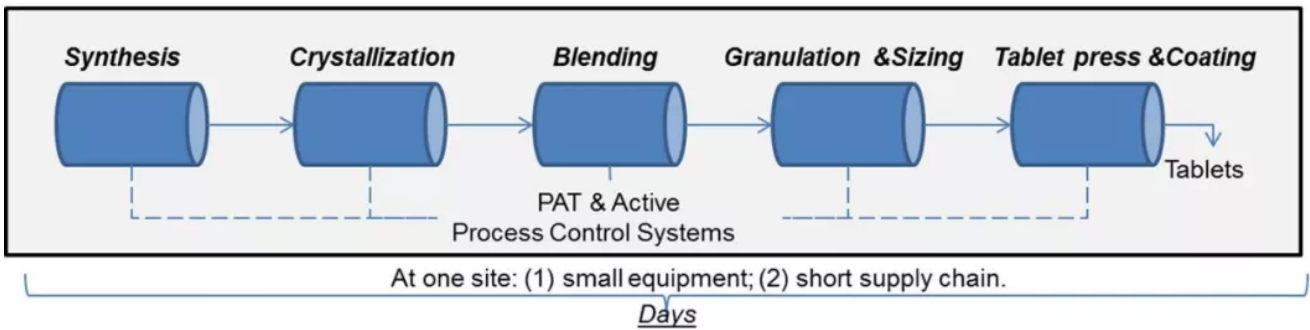 Synthesis
Crystallization
Blending
Granulation &Sizing
Tablet press &Coating
Tablets
PAT & Active
Process Control Systems
At one site: (1) small equipment; (2) short supply chain.
Days